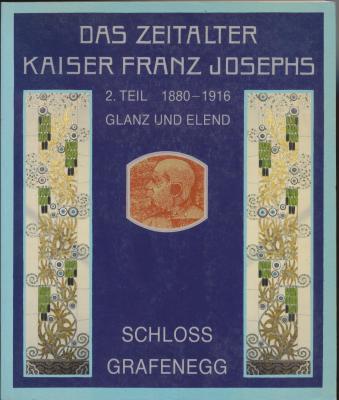 DAS ZEITALTER
KAISER FRANZ JOSEPHS
2. TEIL 1880-1916
GLANZ UND ELEND
SCHLOSS
GRAFENEGG